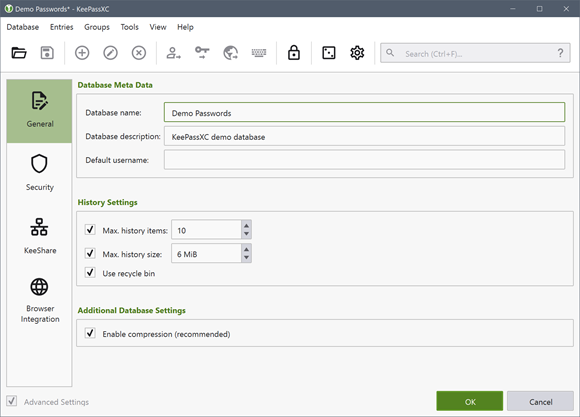 Demo Passwords* - KeePassXC
Database Entries Groups Tools View Help
Search (Ctrl+F)... ?
General
Security
KeeShare
Browser
Integration
Database Meta Data
Database name: Demo Passwords
Database description: KeePassXC demo database
Default username:
History Settings
Max. history items: 10
Max. history size: 6 MiB
Use recycle bin
Additional Database Settings
Enable compression (recommended)
Advanced Settings
OK Cancel